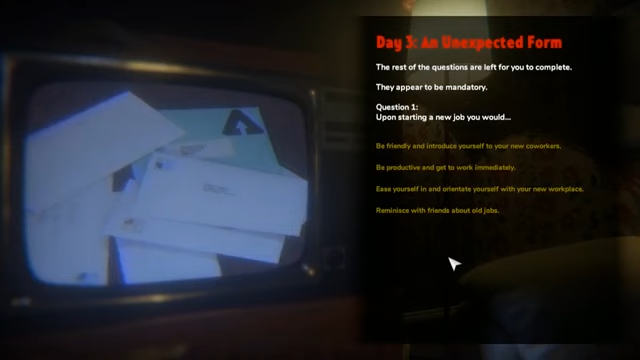 Day 3: An Unexpected Form
The rest of the questions are left for you to complete.
They appear to be mandatory.
Question 1:
Upon starting a new job you would...
Be friendly and introduce yourself to your new coworkers.
Be productive and get to work immediately.
Ease yourself in and orientate yourself with your new workplace.
Reminisce with friends about old jobs.